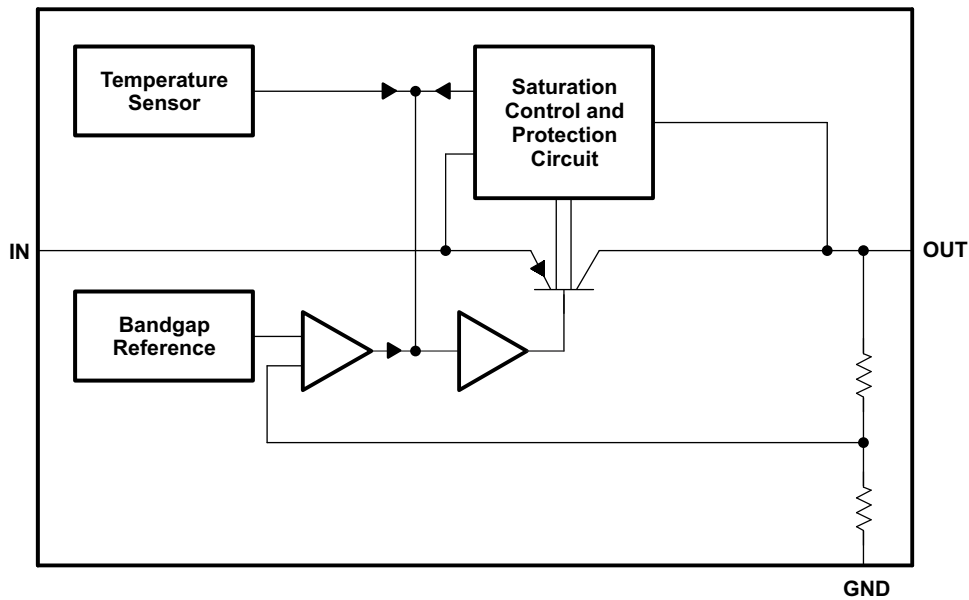 Temperature
Sensor
Saturation
Control and
Protection
Circuit
IN
OUT
Bandgap
Reference
GND